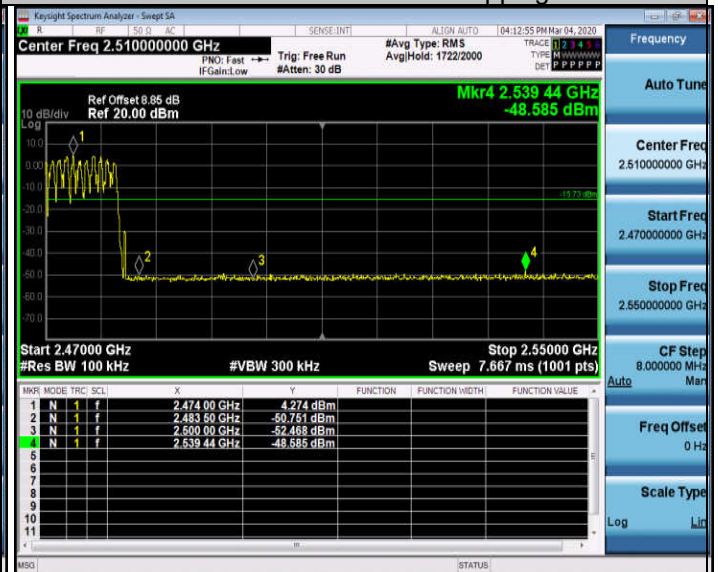 Keysight Spectrum Analyzer - Swept SA
LXI R RF 50 Ω AC SENSE:INT ALIGN AUTO 04:12:55 PM Mar 04, 2020
Center Freq 2.510000000 GHz
PNO: Fast
IFGain:Low
Trig: Free Run
#Atten: 30 dB
#Avg Type: RMS
Avg|Hold: 1722/2000
TRACE 1 2 3 4 5 6
TYPE M W W W W W
DET P P P P P P
Ref Offset 8.85 dB
10 dB/div Ref 20.00 dBm
Log
Mkr4 2.539 44 GHz
-48.585 dBm
10.0
0.00
-10.0
-20.0
-30.0
-40.0
-50.0
-60.0
-70.0
1
2
3
4
-15.73 dBm
Start 2.47000 GHz Stop 2.55000 GHz
#Res BW 100 kHz #VBW 300 kHz Sweep 7.667 ms (1001 pts)
MKR MODE TRC SCL X Y FUNCTION FUNCTION WIDTH FUNCTION VALUE
1 N 1 f 2.474 00 GHz 4.274 dBm
2 N 1 f 2.483 50 GHz -50.751 dBm
3 N 1 f 2.500 00 GHz -52.468 dBm
4 N 1 f 2.539 44 GHz -48.585 dBm
5
6
7
8
9
10
11
MSG STATUS
Frequency
Auto Tune
Center Freq
2.510000000 GHz
Start Freq
2.470000000 GHz
Stop Freq
2.550000000 GHz
CF Step
8.000000 MHz
Auto Man
Freq Offset
0 Hz
Scale Type
Log Lin